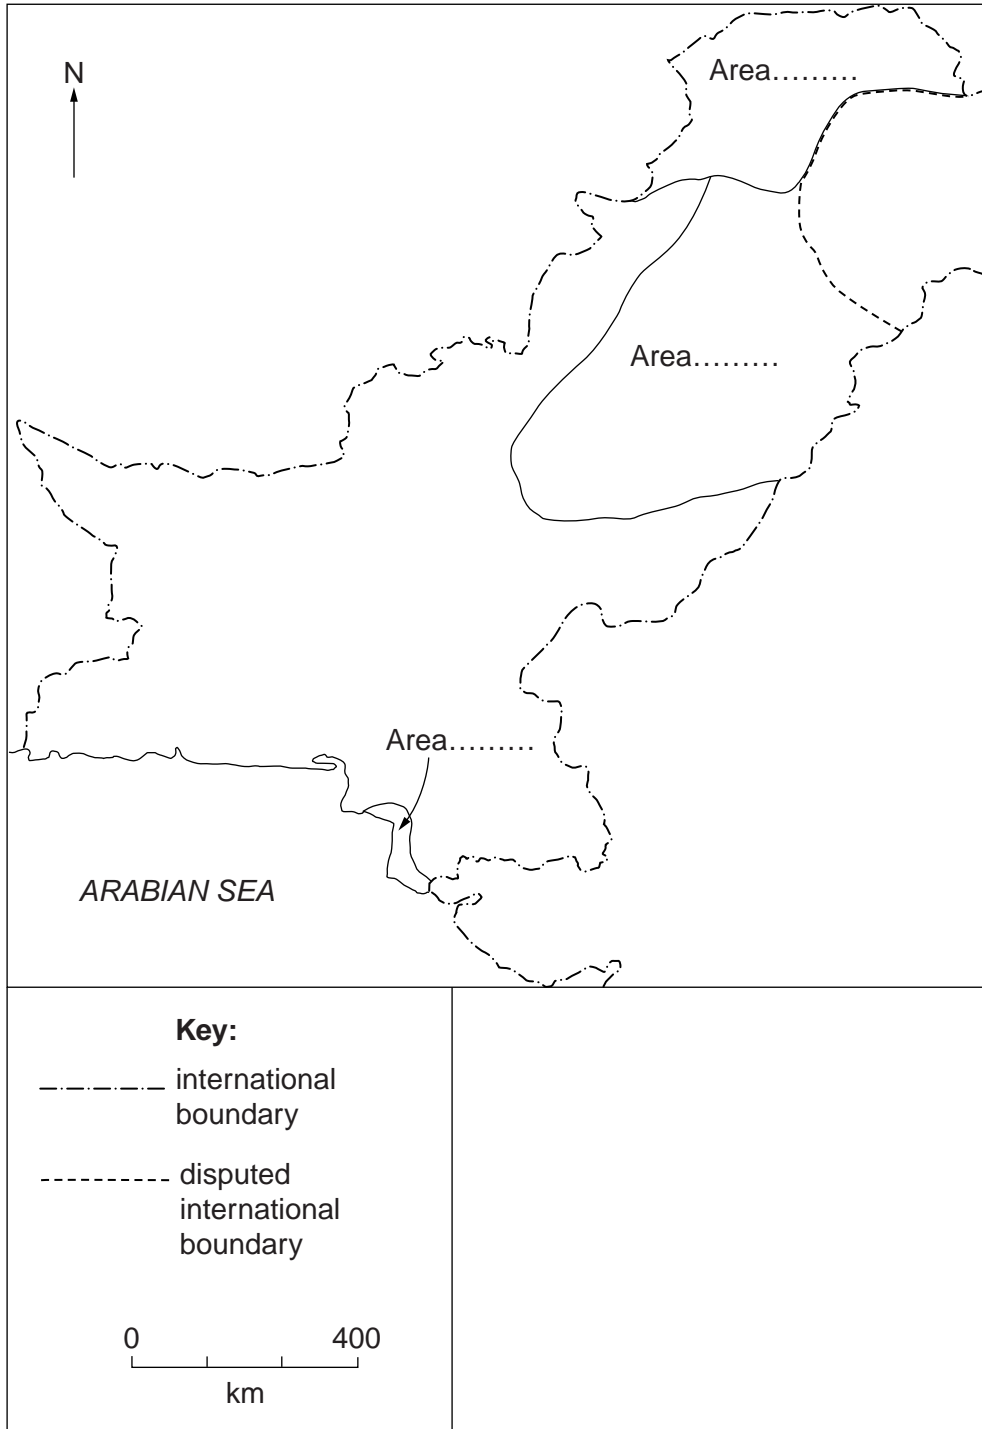 N
Area.........
Area.........
Area.........
ARABIAN SEA
Key:
international
boundary
disputed
international
boundary
0 400
km